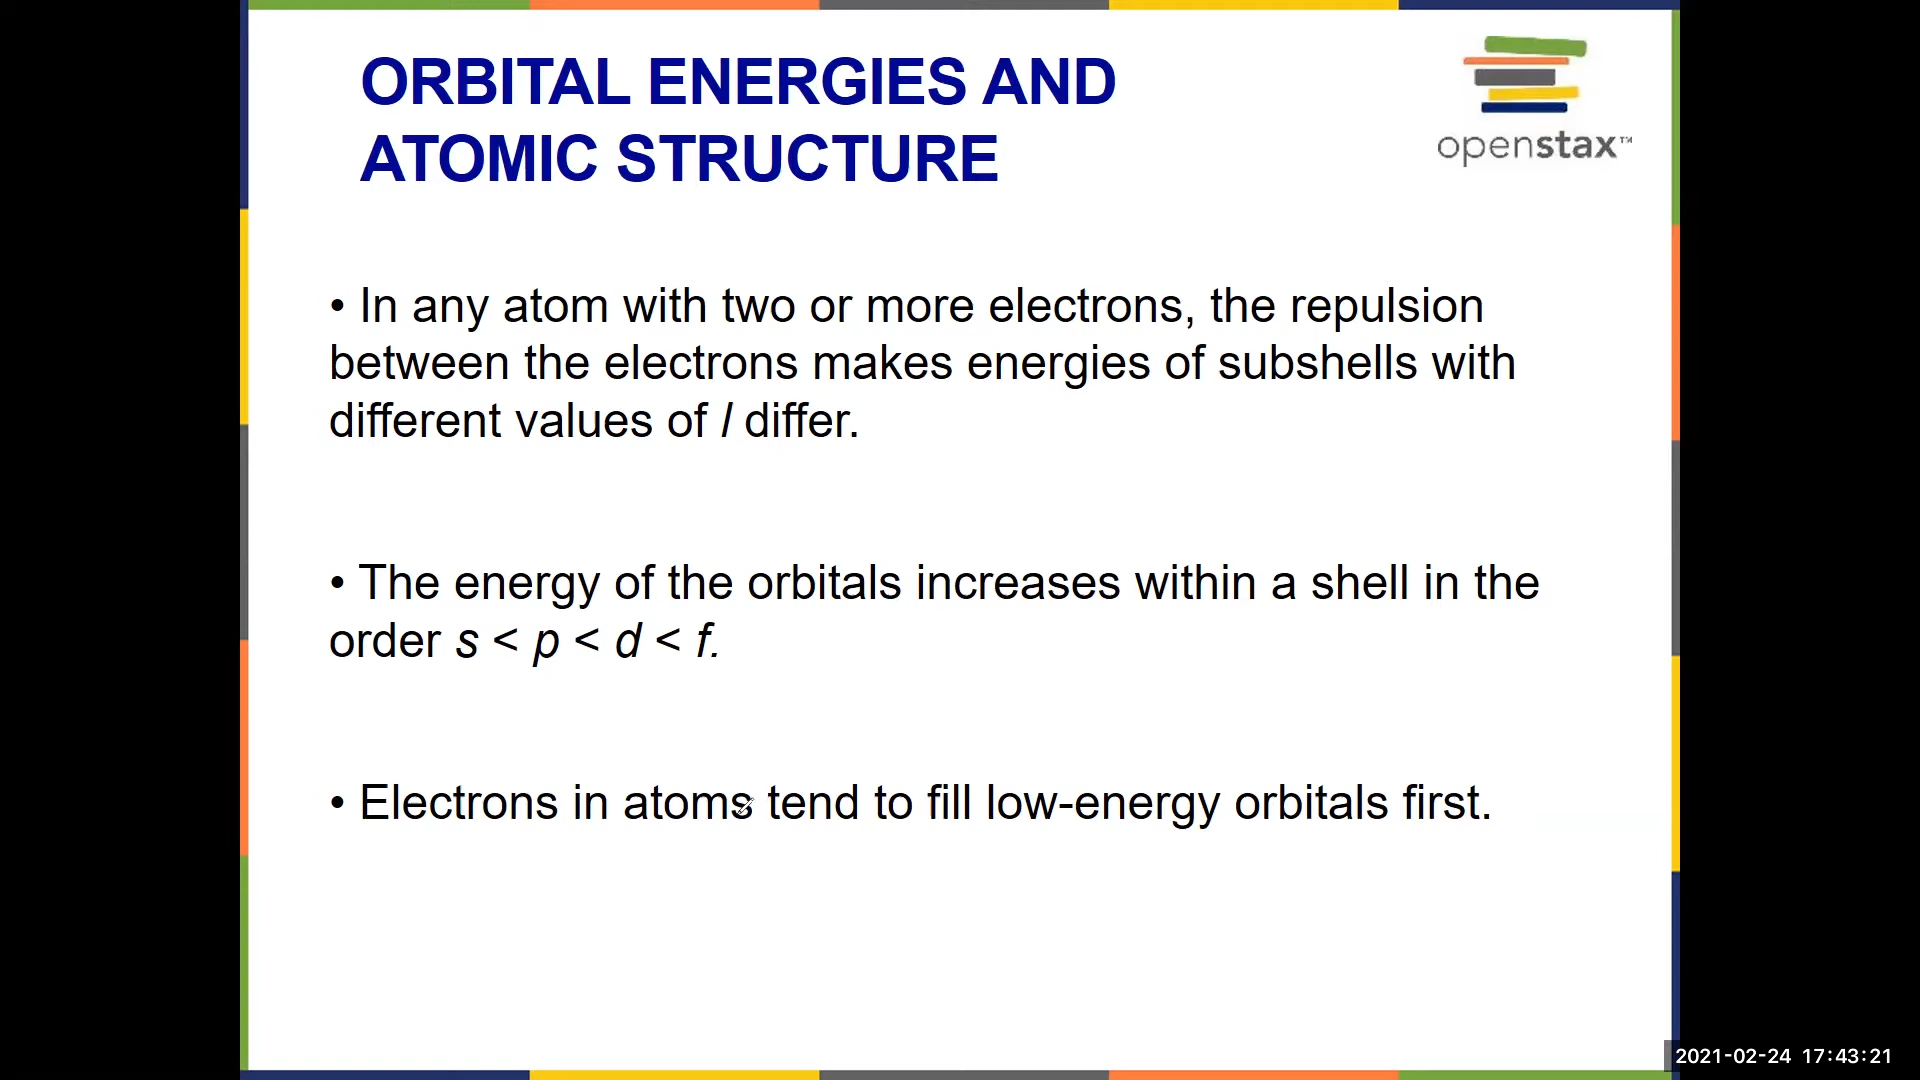 ORBITAL ENERGIES AND
ATOMIC STRUCTURE
openstax™
• In any atom with two or more electrons, the repulsion
between the electrons makes energies of subshells with
different values of l differ.
• The energy of the orbitals increases within a shell in the
order s < p < d < f.
• Electrons in atoms tend to fill low-energy orbitals first.
2021-02-24 17:43:21